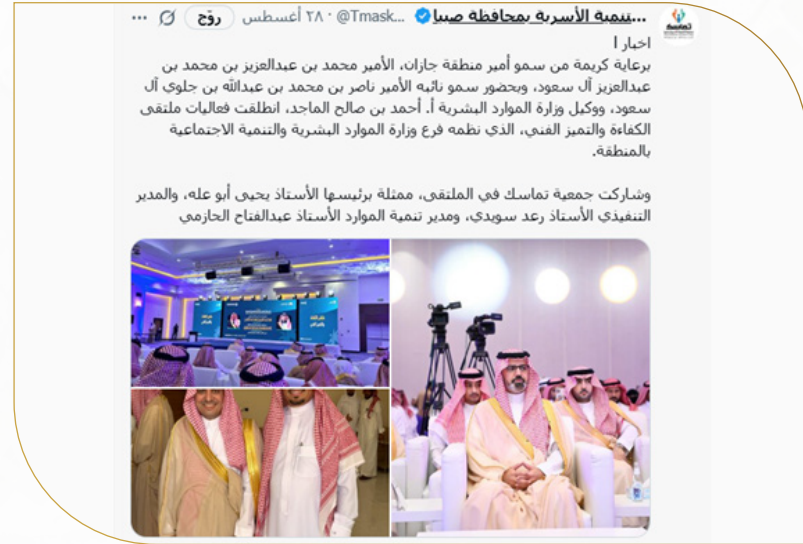 ...تنمية الأسرية بمحافظة صبيا @Tmask... · ٢٨ أغسطس روّج
اخبار |
برعاية كريمة من سمو أمير منطقة جازان، الأمير محمد بن عبدالعزيز بن محمد بن
عبدالعزيز آل سعود، وبحضور سمو نائبه الأمير ناصر بن محمد بن عبدالله بن جلوي آل
سعود، ووكيل وزارة الموارد البشرية أ. أحمد بن صالح الماجد، انطلقت فعاليات ملتقى
الكفاءة والتميز الفني، الذي نظمه فرع وزارة الموارد البشرية والتنمية الاجتماعية
بالمنطقة.
وشاركت جمعية تماسك في الملتقى، ممثلة برئيسها الأستاذ يحيى أبو عله، والمدير
التنفيذي الأستاذ رعد سويدي، ومدير تنمية الموارد الأستاذ عبدالفتاح الحازمي